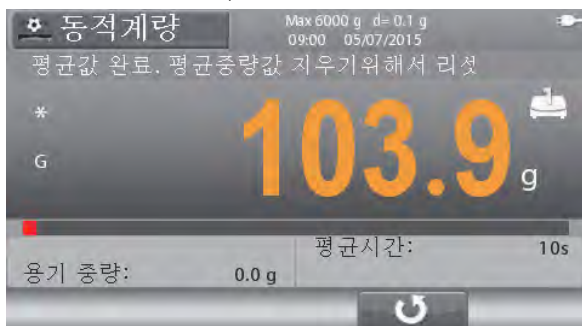 동적계량
Max 6000 g d= 0.1 g
09:00 05/07/2015
평균값 완료. 평균중량값 지우기위해서 리셋
*
1
G
103.9 g
평균시간: 10s
용기 중량: 0.0 g